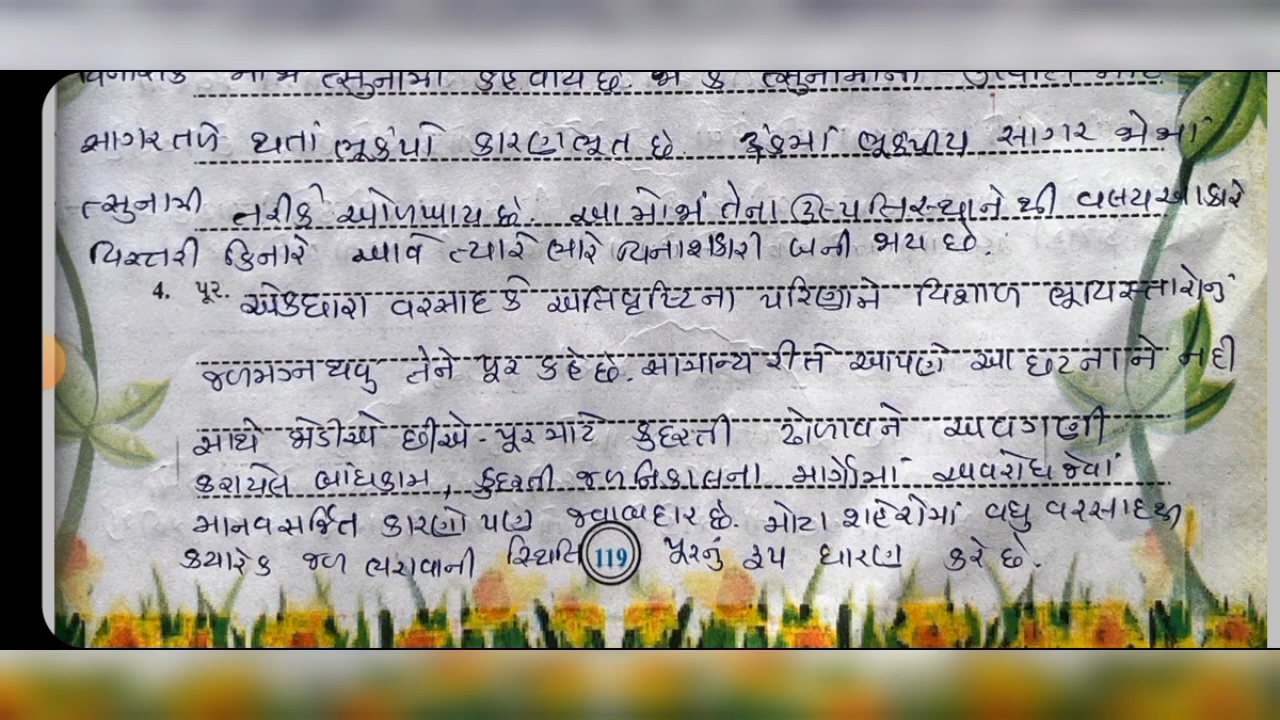 ત્સુનામી કહેવાય છે.
સાગરતળે થતાં ભૂકંપો કારણભૂત છે. ટૂંકમાં ભૂકંપીય સાગર મોજાં
ત્સુનામી તરીકે ઓળખાય છે. આ મોજાં તેના ઉત્પત્તિસ્થાનેથી વલયઆકારે
વિસ્તરી કિનારે આવે ત્યારે ભારે વિનાશકારી બની જાય છે.
4. પૂર. એકધારા વરસાદ કે અતિવૃષ્ટિના પરિણામે વિશાળ ભૂવિસ્તારોનું
જળમગ્ન થવુ તેને પૂર કહે છે. સામાન્ય રીતે આપણે આ ઘટનાને નદી
સાથે જોડીએ છીએ - પૂર માટે કુદરતી ઢોળાવને અવગણી
કરાયેલ બાંધકામ, કુદરતી જળનિકાલના માર્ગોમાં અવરોધ જેવાં
માનવસર્જિત કારણો પણ જવાબદાર છે. મોટા શહેરોમાં વધુ વરસાદથી
ક્યારેક જળ ભરાવાની સ્થિતિ પૂરનું રૂપ ધારણ કરે છે.
119